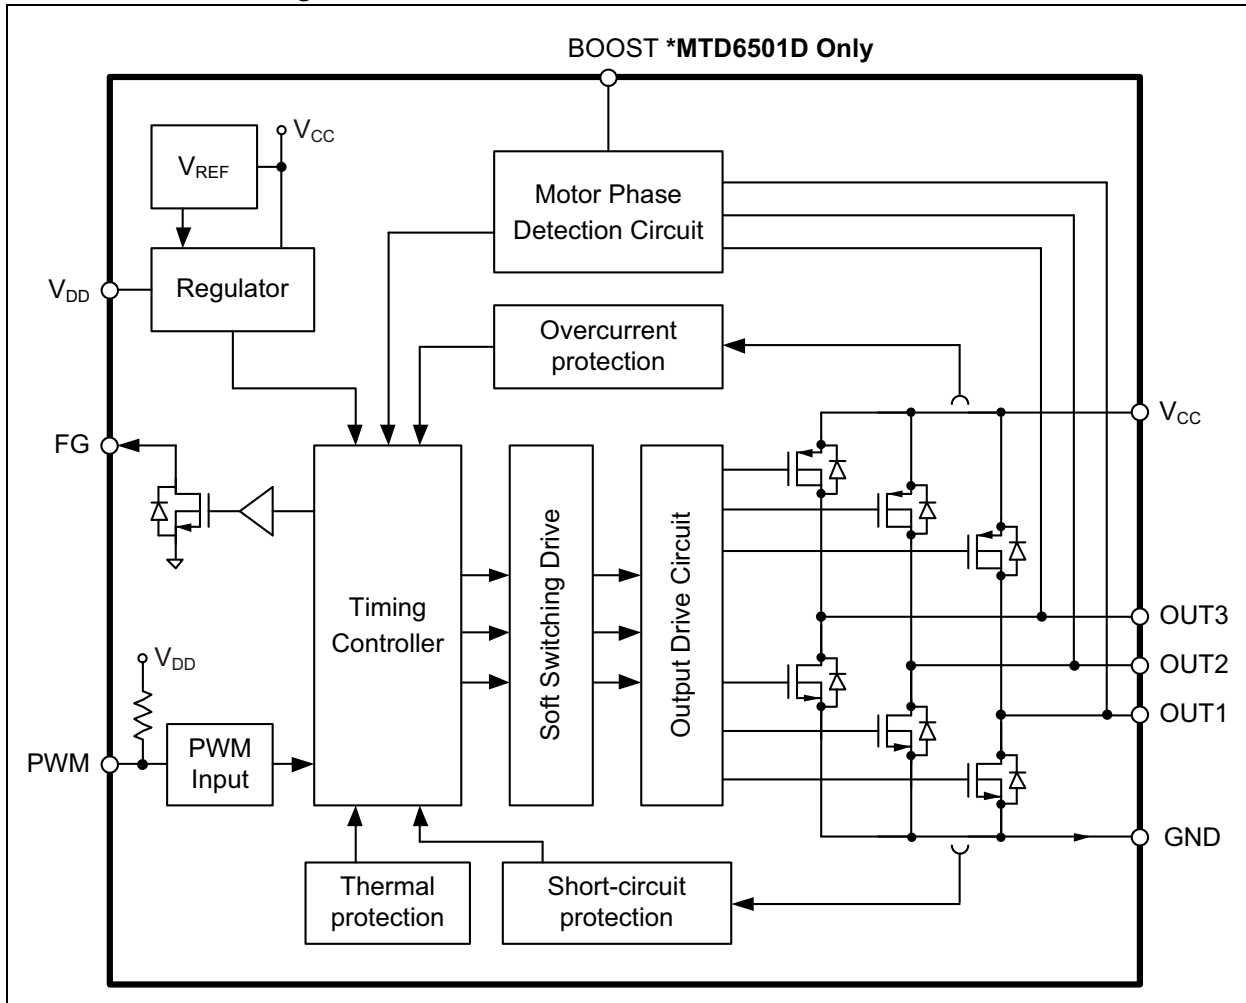 BOOST *MTD6501D Only
VCC
VREF
Motor Phase
Detection Circuit
VDD
Regulator
Overcurrent
protection
VCC
FG
Timing
Controller
Soft Switching Drive
Output Drive Circuit
OUT3
VDD
OUT2
OUT1
PWM
PWM
Input
GND
Thermal
protection
Short-circuit
protection